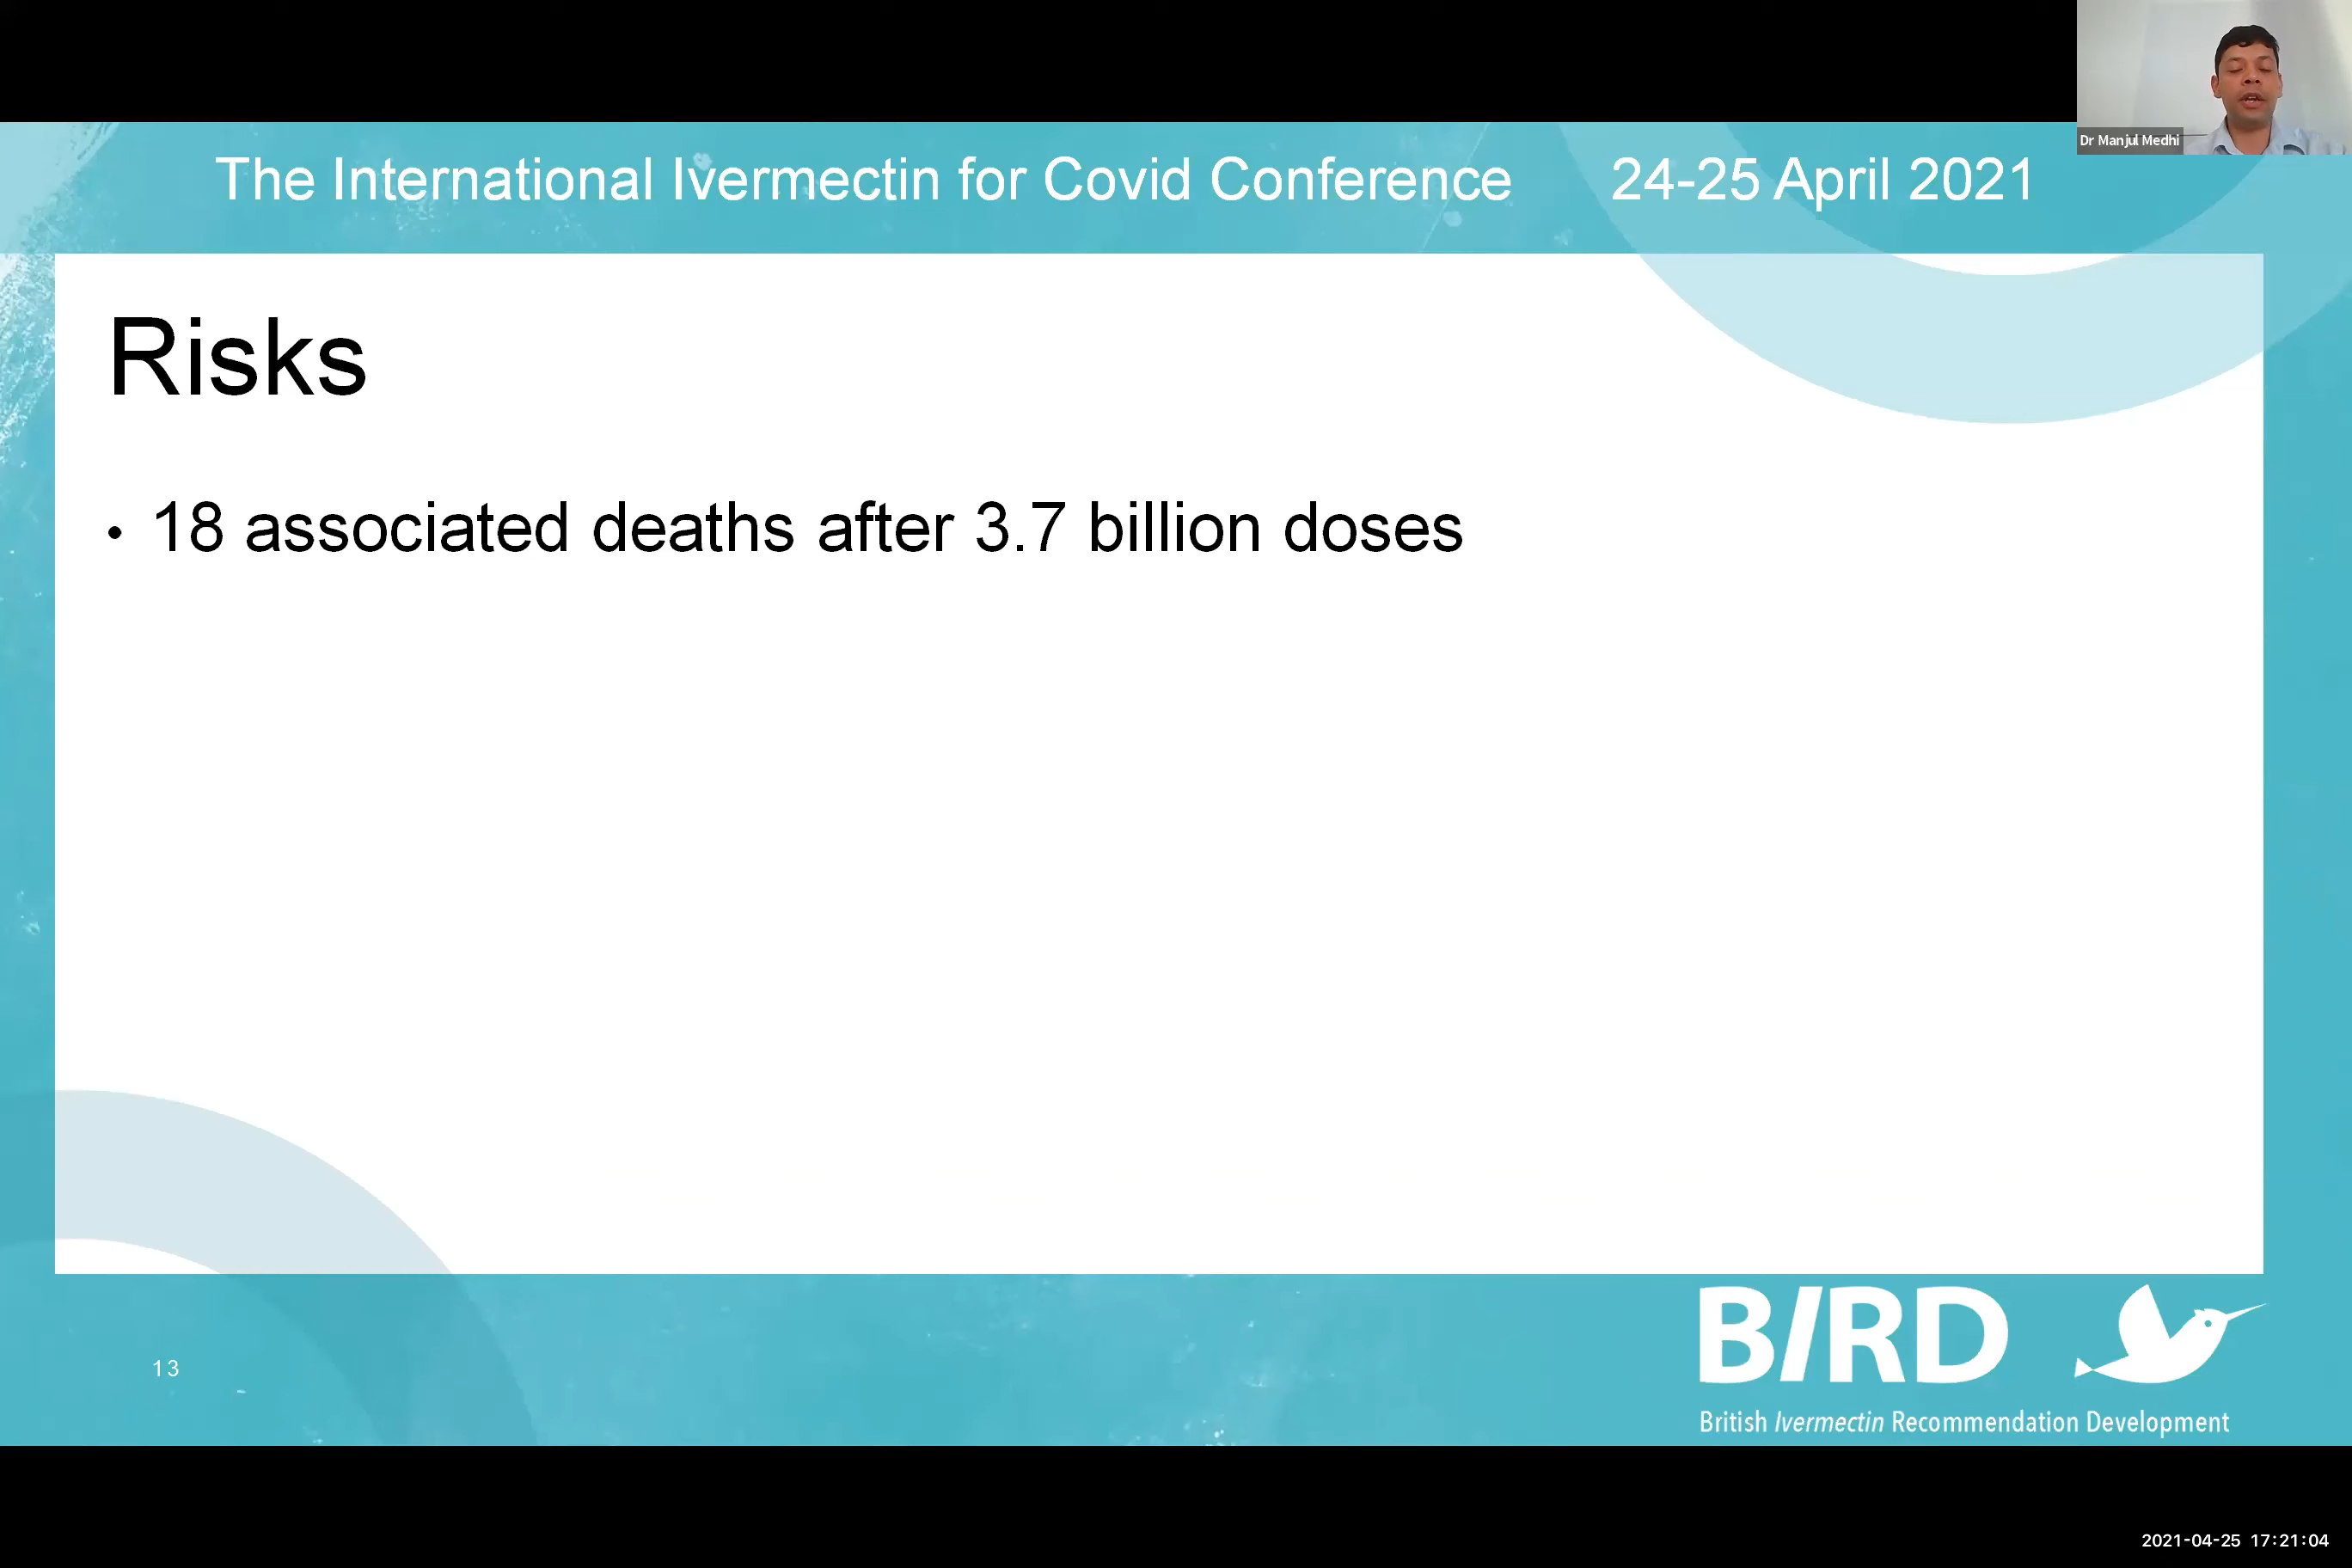 Dr Manjul Medhi
The International Ivermectin for Covid Conference 24-25 April 2021
Risks
• 18 associated deaths after 3.7 billion doses
13
BIRD
British Ivermectin Recommendation Development
2021-04-25 17:21:04